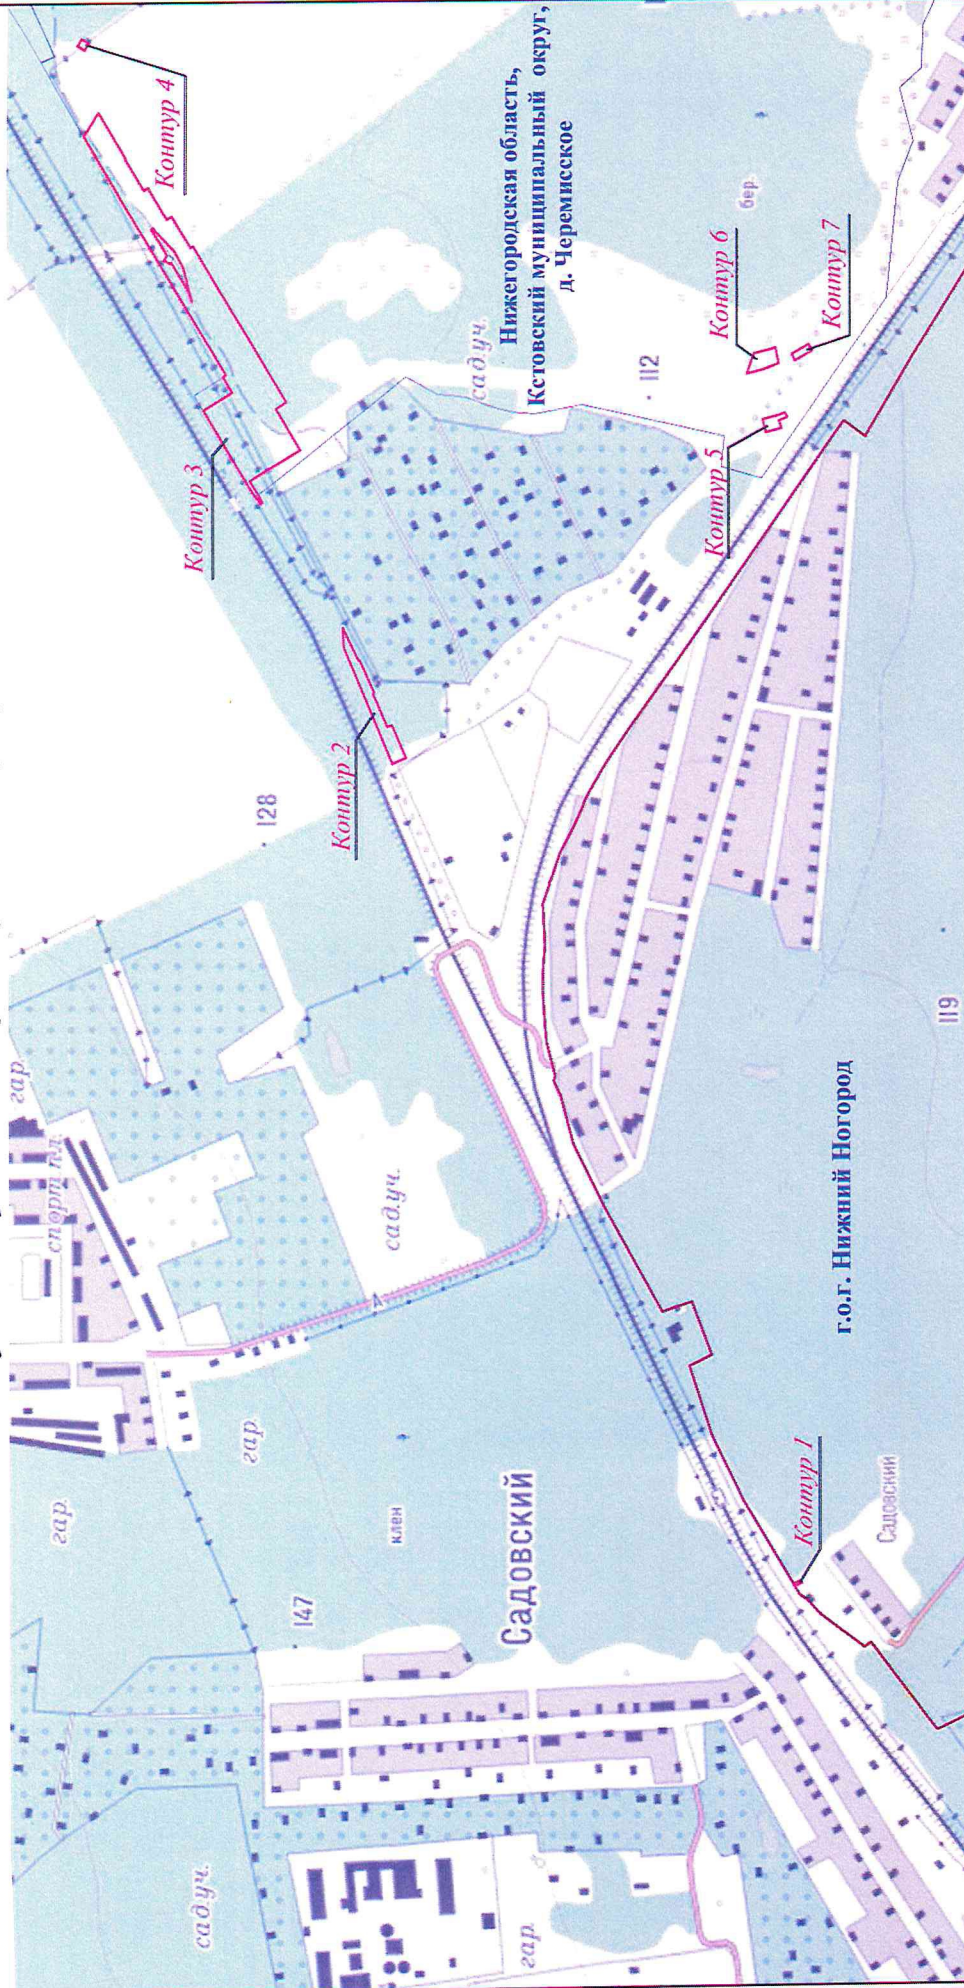 Контур 4
Контур 3
Нижегородская область,
Кстовский муниципальный округ,
д. Черемисское
сад.уч.
112
бер.
Контур 6
Контур 7
Контур 5
Контур 2
128
гар.
спорт.пл.
сад.уч.
А
119
г.о.г. Нижний Новгород
гар.
гар.
клен
147
Садовский
Контур 1
Садовский
сад.уч.
гар.